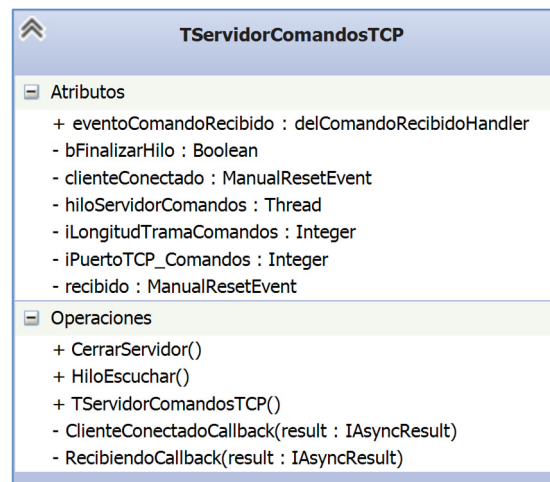 TServidorComandosTCP
Atributos
+ eventoComandoRecibido : delComandoRecibidoHandler
- bFinalizarHilo : Boolean
- clienteConectado : ManualResetEvent
- hiloServidorComandos : Thread
- iLongitudTramaComandos : Integer
- iPuertoTCP_Comandos : Integer
- recibido : ManualResetEvent
Operaciones
+ CerrarServidor()
+ HiloEscuchar()
+ TServidorComandosTCP()
- ClienteConectadoCallback(result : IAsyncResult)
- RecibiendoCallback(result : IAsyncResult)